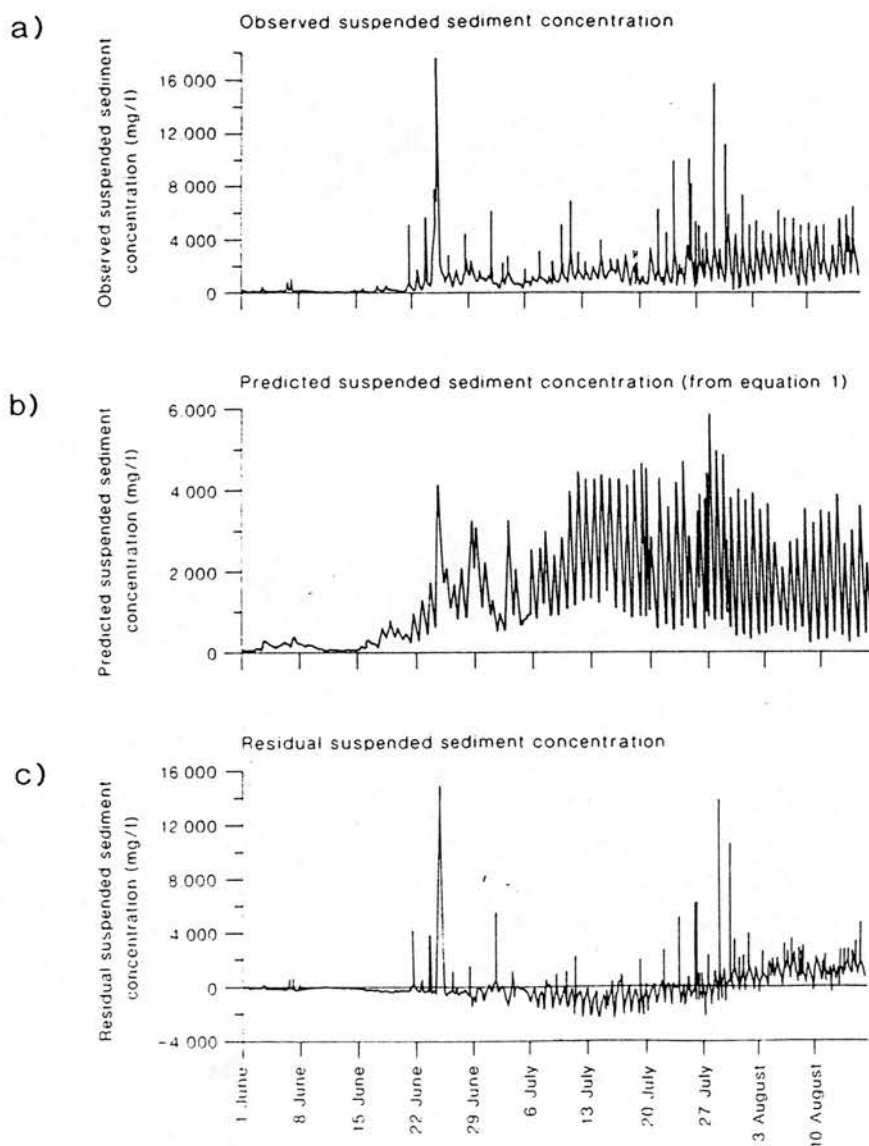 a)
Observed suspended sediment concentration
Observed suspended sediment
concentration (mg/l)
16 000
12 000
8 000
4 000
0
b)
Predicted suspended sediment concentration (from equation 1)
Predicted suspended sediment
concentration (mg/l)
6 000
4 000
2 000
0
c)
Residual suspended sediment concentration
Residual suspended sediment
concentration (mg/l)
16 000
12 000
8 000
4 000
0
-4 000
1 June
8 June
15 June
22 June
29 June
6 July
13 July
20 July
27 July
3 August
10 August